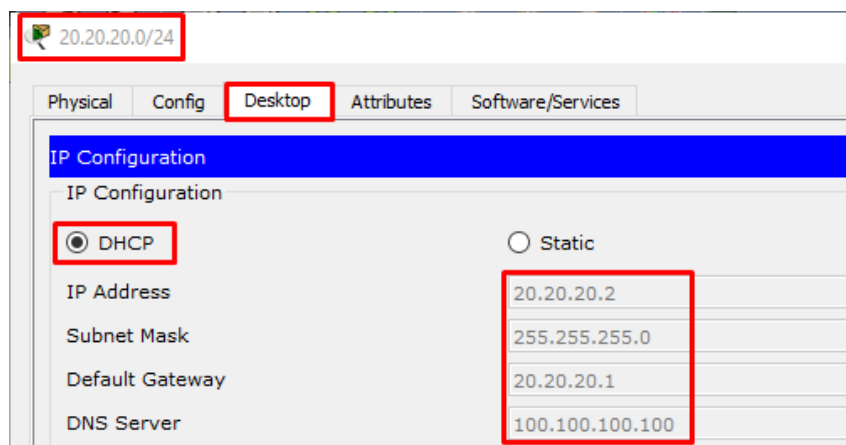 20.20.20.0/24
Physical Config Desktop Attributes Software/Services
IP Configuration
IP Configuration
DHCP Static
IP Address 20.20.20.2
Subnet Mask 255.255.255.0
Default Gateway 20.20.20.1
DNS Server 100.100.100.100